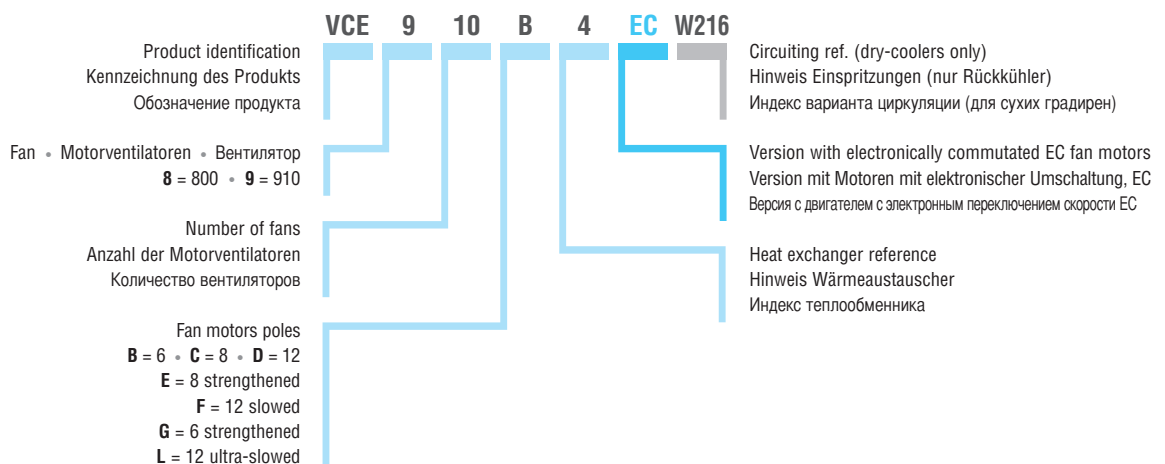 VCE 9 10 B 4 EC W216
Product identification
Kennzeichnung des Produkts
Обозначение продукта
Fan • Motorventilatoren • Вентилятор
8 = 800 • 9 = 910
Number of fans
Anzahl der Motorventilatoren
Количество вентиляторов
Fan motors poles
B = 6 • C = 8 • D = 12
E = 8 strengthened
F = 12 slowed
G = 6 strengthened
L = 12 ultra-slowed
Circuiting ref. (dry-coolers only)
Hinweis Einspritzungen (nur Rückkühler)
Индекс варианта циркуляции (для сухих градирен)
Version with electronically commutated EC fan motors
Version mit Motoren mit elektronischer Umschaltung, EC
Версия с двигателем с электронным переключением скорости EC
Heat exchanger reference
Hinweis Wärmeaustauscher
Индекс теплообменника